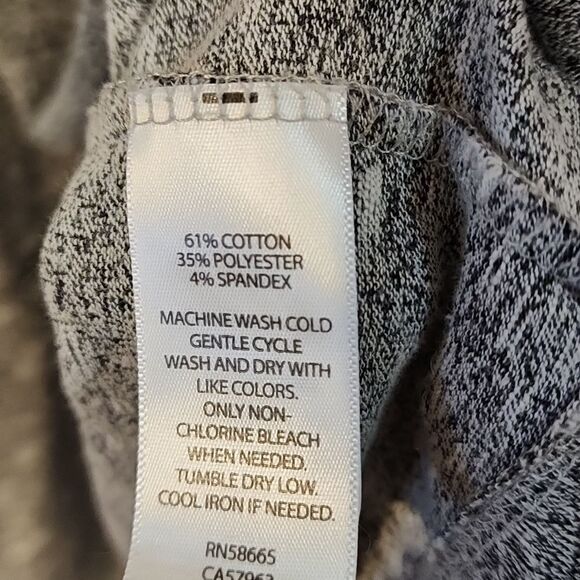 61% COTTON
35% POLYESTER
4% SPANDEX
MACHINE WASH COLD
GENTLE CYCLE
WASH AND DRY WITH
LIKE COLORS.
ONLY NON-
CHLORINE BLEACH
WHEN NEEDED.
TUMBLE DRY LOW.
COOL IRON IF NEEDED.
RN58665
CA57963